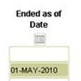 Ended as of
Date
01-MAY-2010